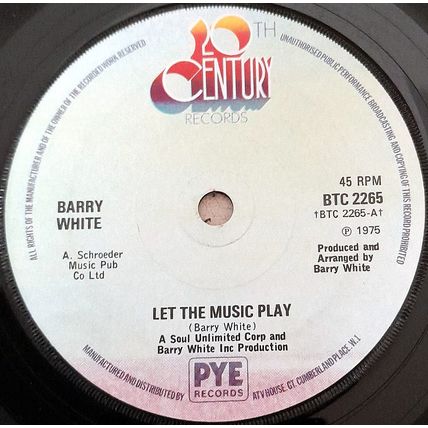 20TH
CENTURY
RECORDS
ALL RIGHTS OF THE MANUFACTURER AND OF THE OWNER OF THE RECORDED WORK RESERVED
UNAUTHORISED PUBLIC PERFORMANCE BROADCASTING AND COPYING OF THIS RECORD PROHIBITED
BARRY
WHITE
A. Schroeder
Music Pub
Co Ltd
45 RPM
BTC 2265
†BTC 2265-A†
Ⓟ 1975
Produced and
Arranged by
Barry White
LET THE MUSIC PLAY
(Barry White)
A Soul Unlimited Corp and
Barry White Inc Production
MANUFACTURED AND DISTRIBUTED BY
PYE
RECORDS
ATV HOUSE GT. CUMBERLAND PLACE, W.1